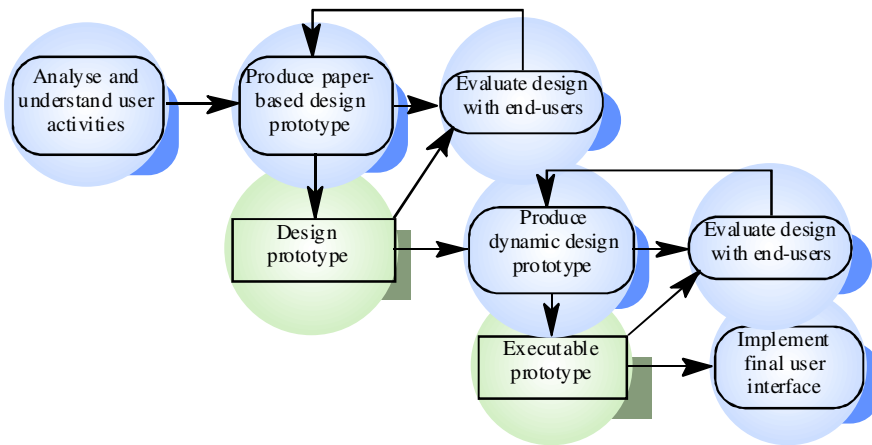 Analyse and
understand user
activities
Produce paper-
based design
prototype
Evaluate design
with end-users
Design
prototype
Produce
dynamic design
prototype
Evaluate design
with end-users
Executable
prototype
Implement
final user
interface